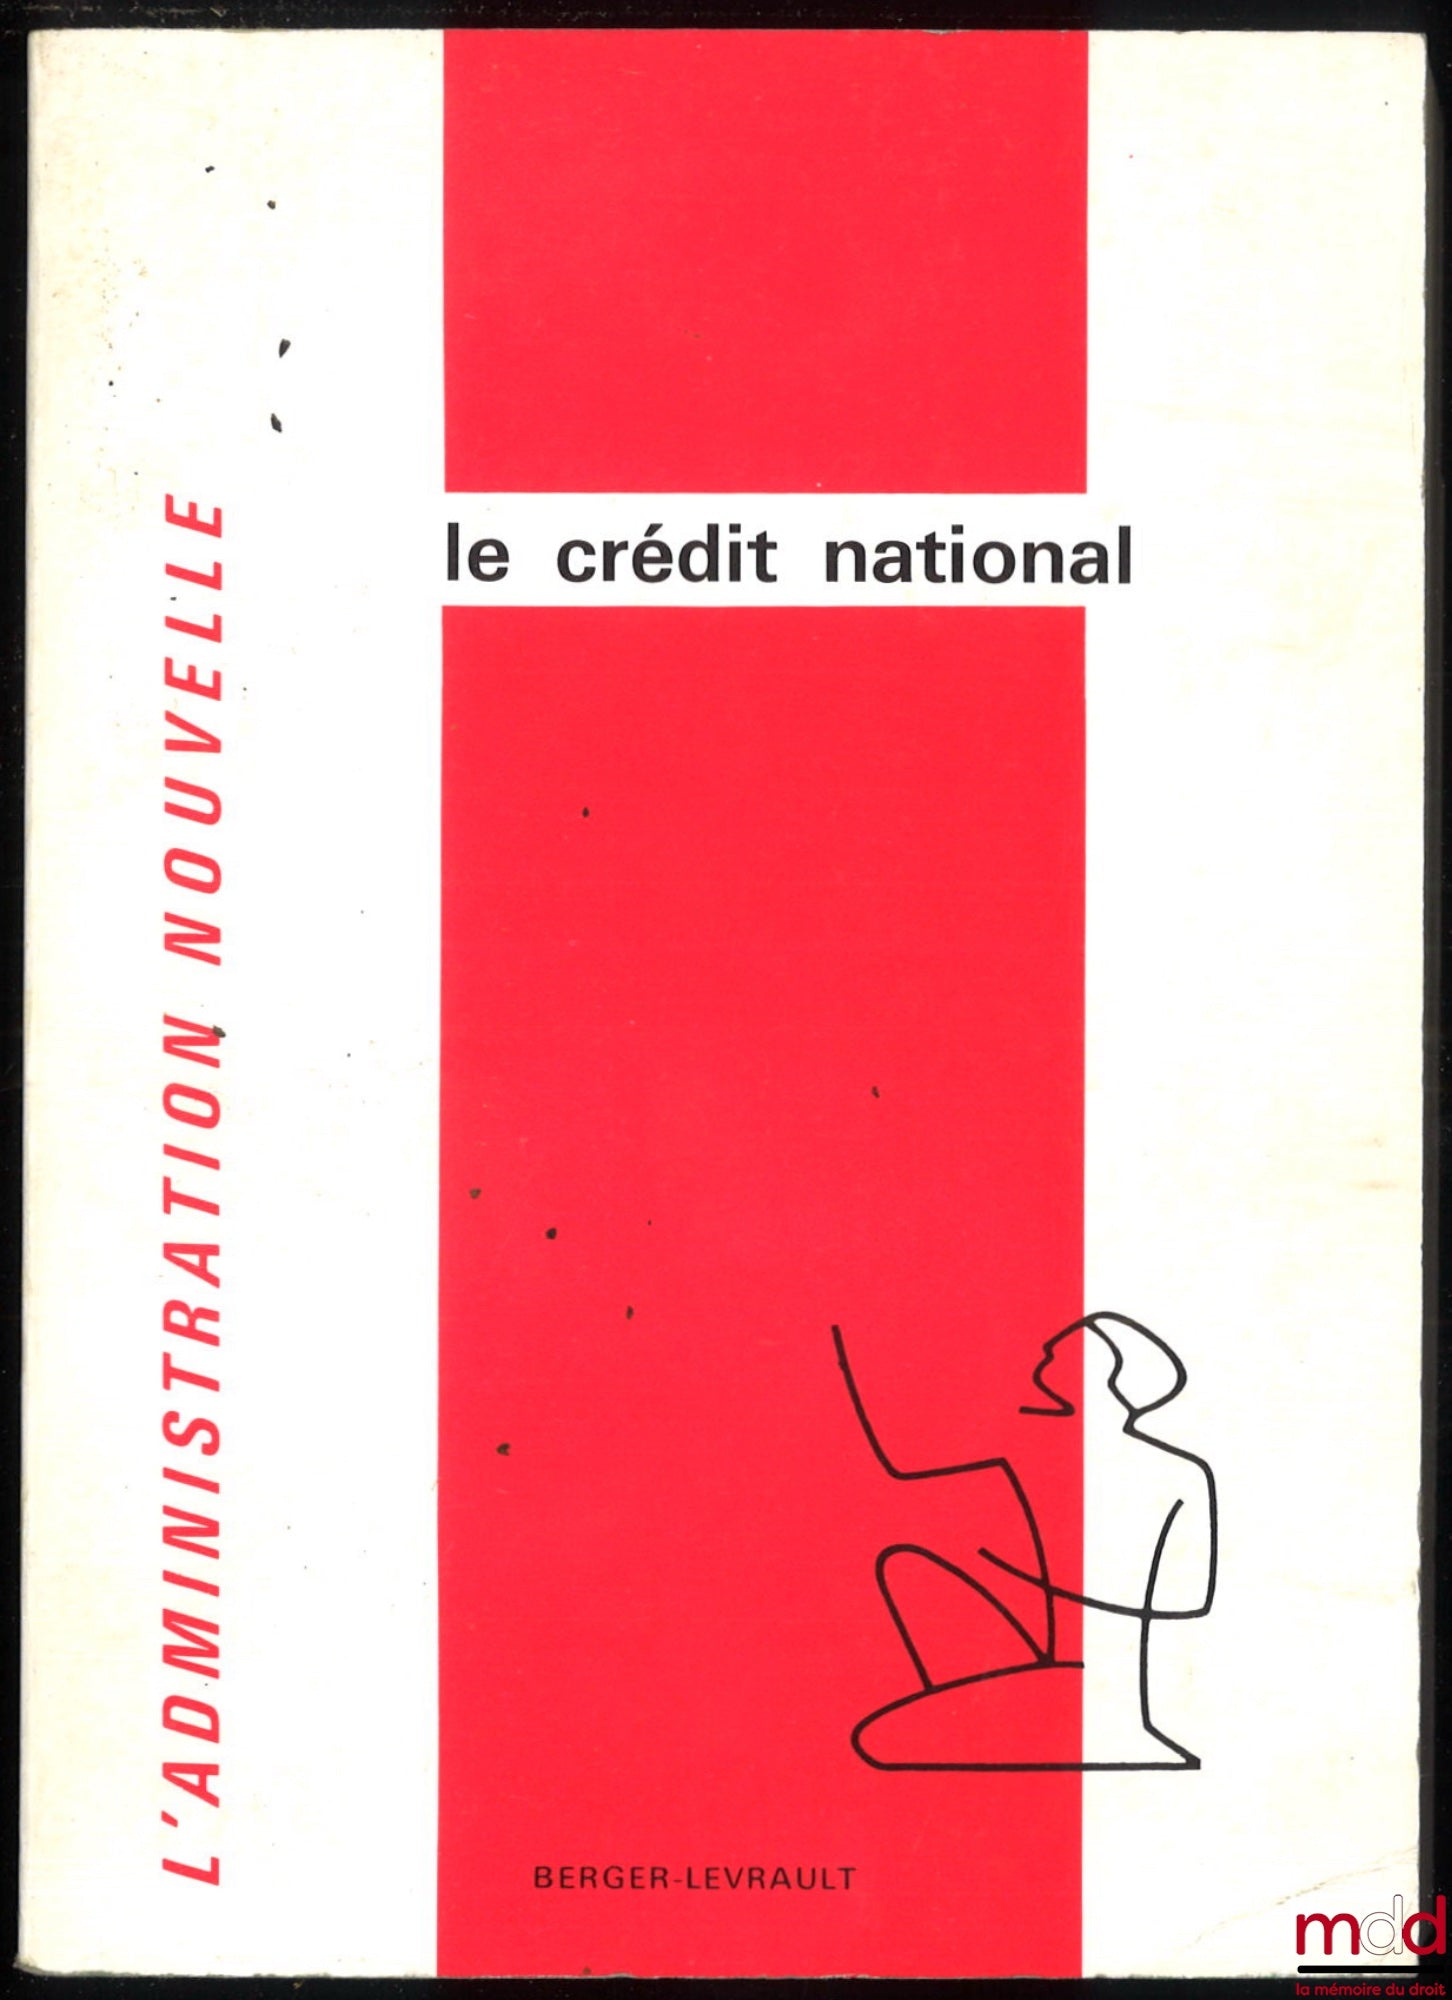 L'ADMINISTRATION NOUVELLE
le crédit national
BERGER-LEVRAULT
mdd
la mémoire du droit